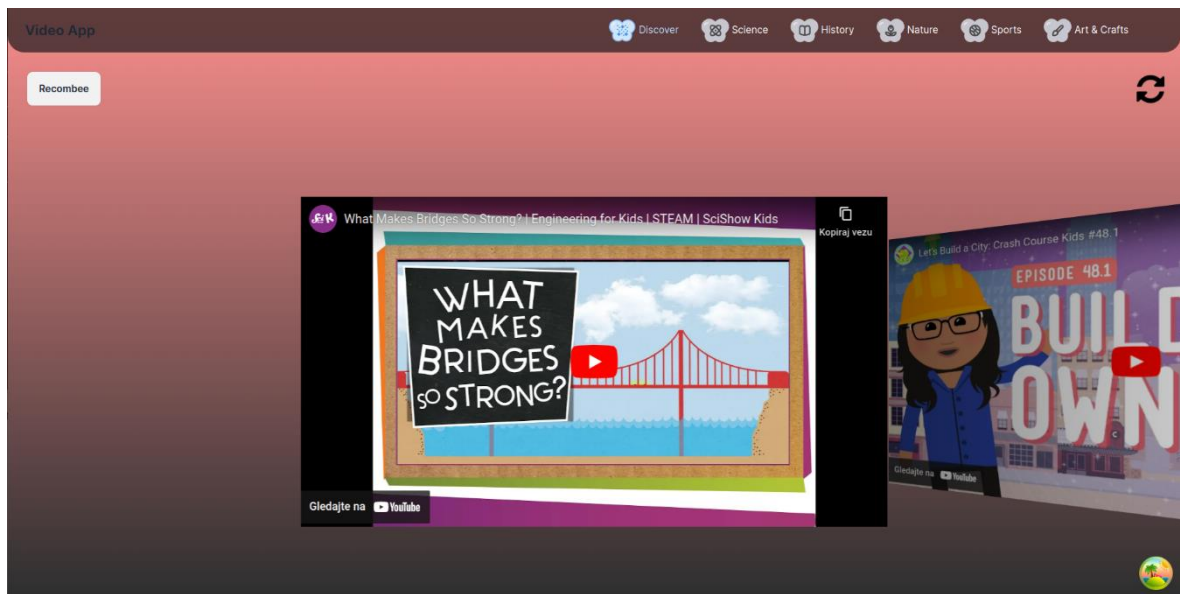 Video App
Discover
Science
History
Nature
Sports
Art & Crafts
Recombee
What Makes Bridges So Strong? | Engineering for Kids | STEAM | SciShow Kids
Kopiraj vezu
WHAT
MAKES
BRIDGES
SO STRONG?
Gledajte na YouTube
Let's Build a City: Crash Course Kids #48.1
EPISODE 48.1
BUILD
OWN
Gledajte na YouTube